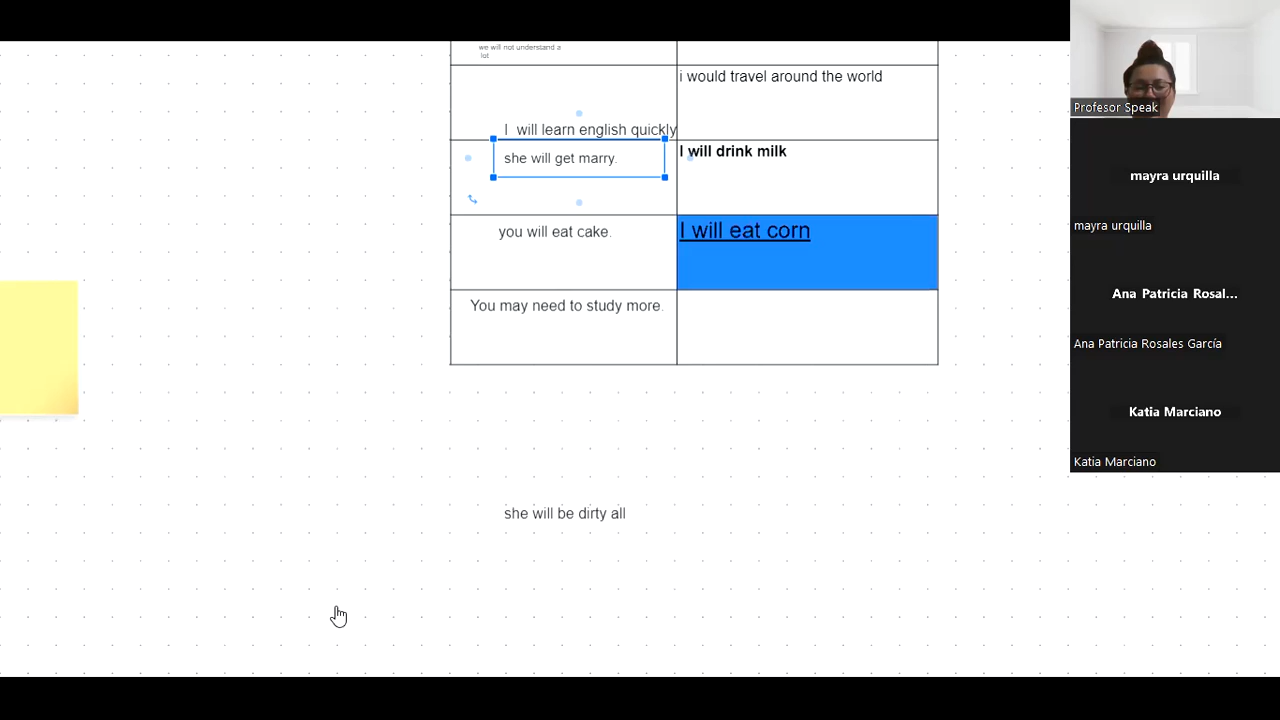 we will not understand a
lot
i would travel around the world
I will learn english quickly
she will get marry.
I will drink milk
you will eat cake.
I will eat corn
You may need to study more.
she will be dirty all
Profesor Speak
mayra urquilla
mayra urquilla
Ana Patricia Rosal...
Ana Patricia Rosales García
Katia Marciano
Katia Marciano